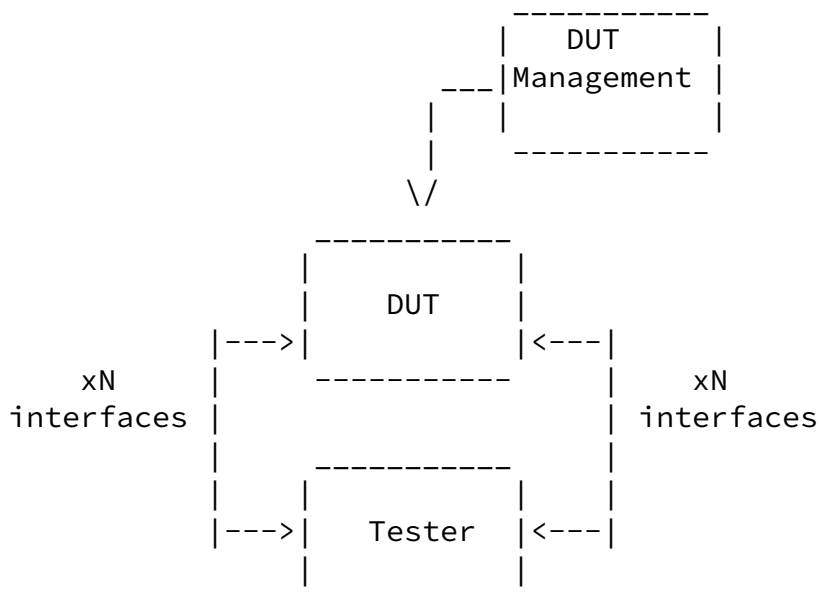 DUT
Management
DUT
xN xN
interfaces interfaces
Tester